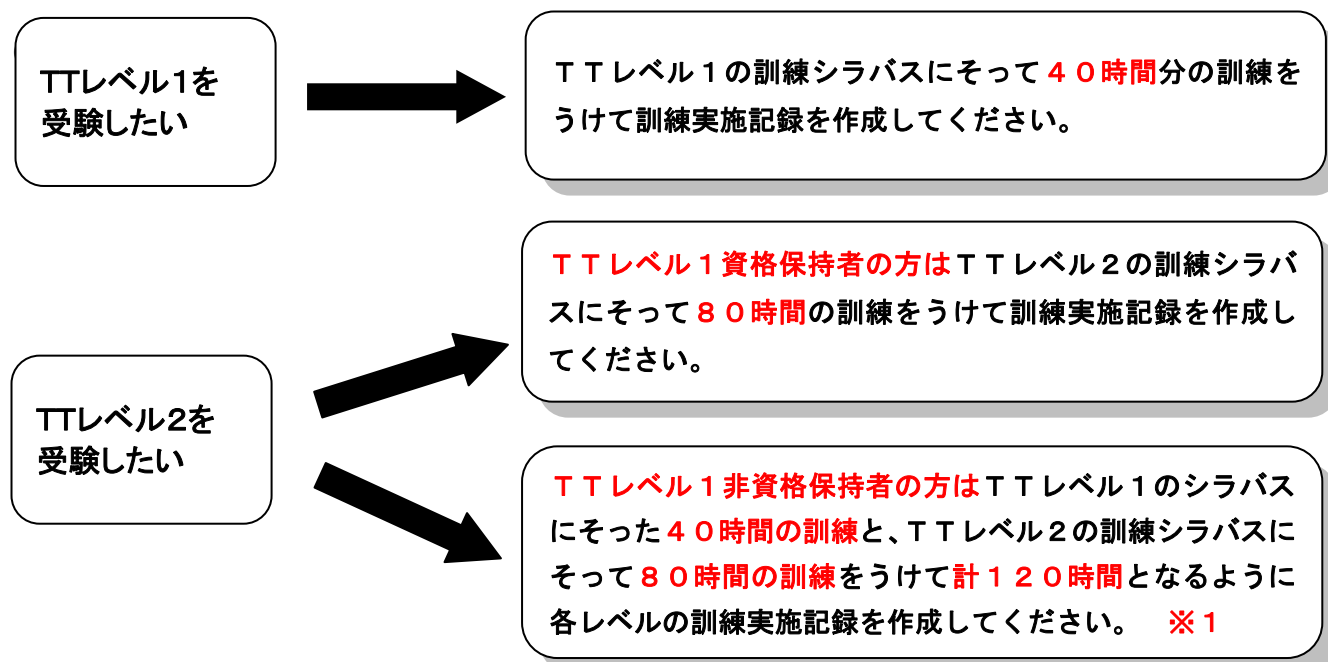 TTレベル1を
受験したい
ＴＴレベル１の訓練シラバスにそって４０時間分の訓練を
うけて訓練実施記録を作成してください。
ＴＴレベル１資格保持者の方はＴＴレベル２の訓練シラバ
スにそって８０時間の訓練をうけて訓練実施記録を作成し
てください。
TTレベル2を
受験したい
ＴＴレベル１非資格保持者の方はＴＴレベル１のシラバス
にそった４０時間の訓練と、ＴＴレベル２の訓練シラバスに
そって８０時間の訓練をうけて計１２０時間となるように
各レベルの訓練実施記録を作成してください。　※１